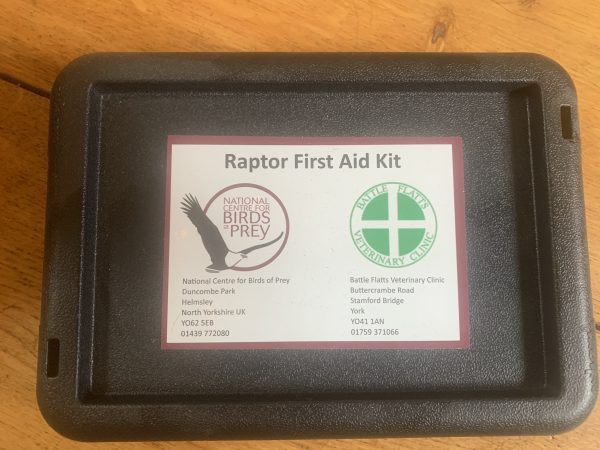 Raptor First Aid Kit
NATIONAL
CENTRE FOR
BIRDS
of PREY
BATTLE FLATTS
VETERINARY CLINIC
National Centre for Birds of Prey
Duncombe Park
Helmsley
North Yorkshire UK
YO62 5EB
01439 772080
Battle Flatts Veterinary Clinic
Buttercrambe Road
Stamford Bridge
York
YO41 1AN
01759 371066